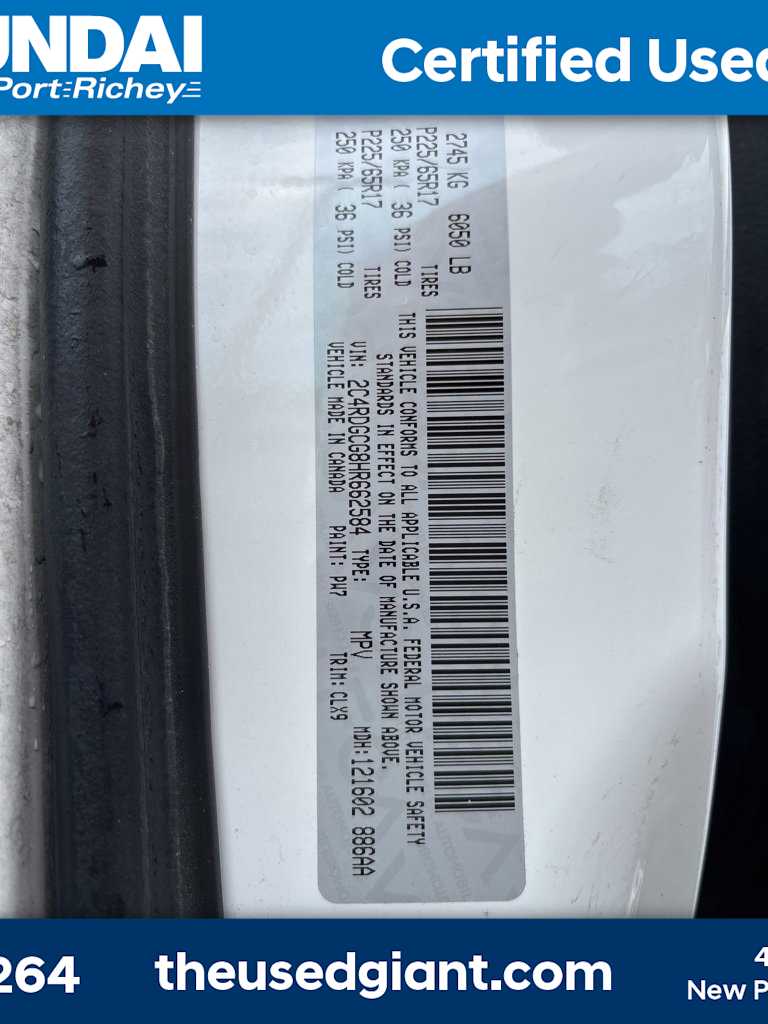 UNDAI
Port Richey
Certified Used
2745 KG 6050 LB
P225/65R17 TIRES
250 KPA ( 36 PSI) COLD
P225/65R17 TIRES
250 KPA ( 36 PSI) COLD
THIS VEHICLE CONFORMS TO ALL APPLICABLE U.S.A. FEDERAL MOTOR VEHICLE SAFETY
STANDARDS IN EFFECT ON THE DATE OF MANUFACTURE SHOWN ABOVE.
VIN: 2C4RDGCG8HR662584 TYPE: MPV MDH:121602 886AA
VEHICLE MADE IN CANADA PAINT: PW7 TRIM: CLX9
264
theusedgiant.com
4
New P